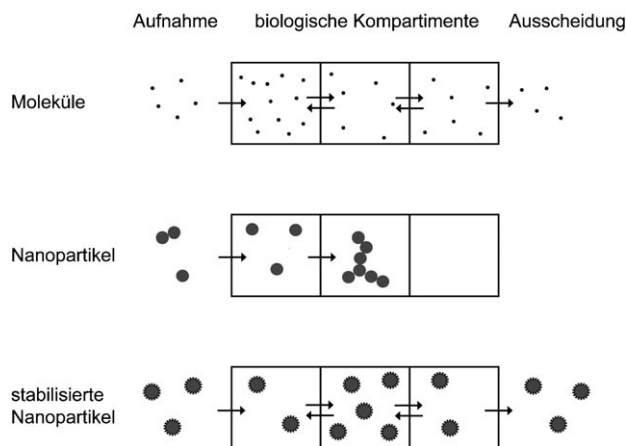 Aufnahme biologische Kompartimente Ausscheidung
Moleküle
Nanopartikel
stabilisierte
Nanopartikel